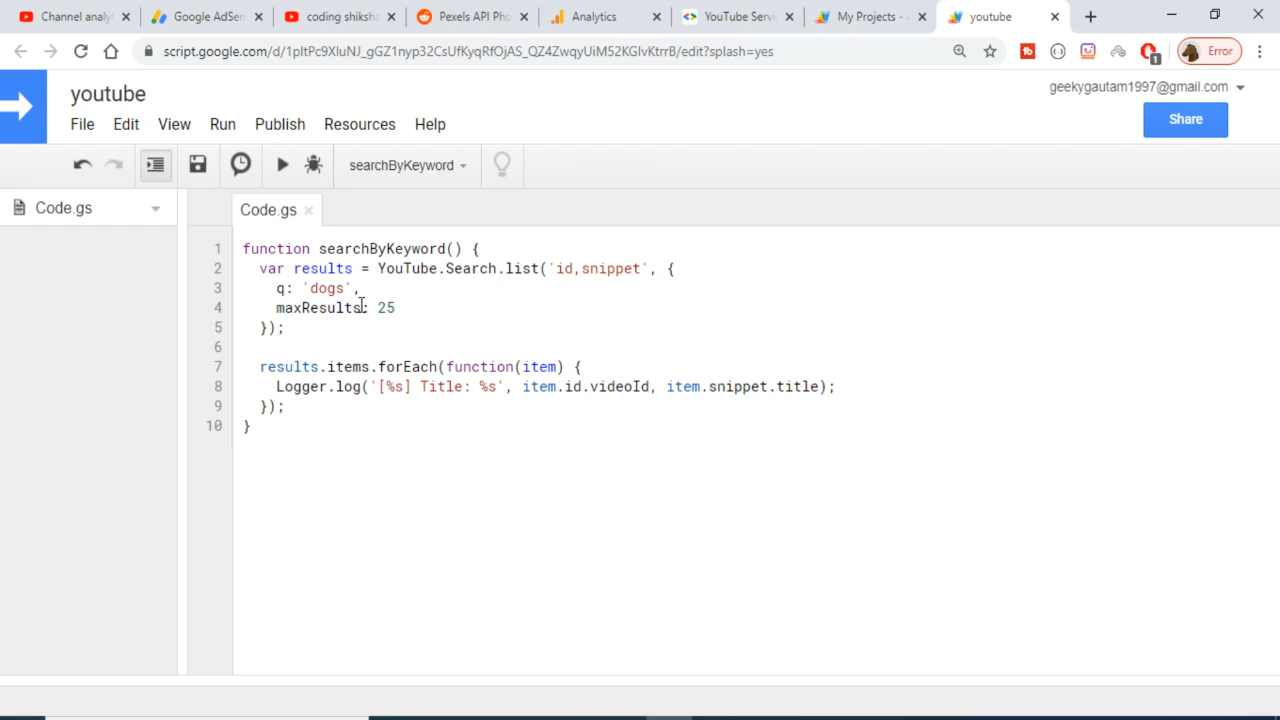 Channel analy
Google AdSen
coding shiksha
Pexels API Pho
Analytics
YouTube Servi
My Projects - A
youtube
script.google.com/d/1pltPc9XluNJ_gGZ1nyp32CsUfKyqRfOjAS_QZ4ZwqyUiM52KGlvKtrrB/edit?splash=yes
1
Error
youtube
geekygautam1997@gmail.com
File Edit View Run Publish Resources Help
Share
searchByKeyword
Code.gs
Code.gs
1 function searchByKeyword() {
2 var results = YouTube.Search.list('id,snippet', {
3 q: 'dogs',
4 maxResults: 25
5 });
6
7 results.items.forEach(function(item) {
8 Logger.log('[%s] Title: %s', item.id.videoId, item.snippet.title);
9 });
10 }